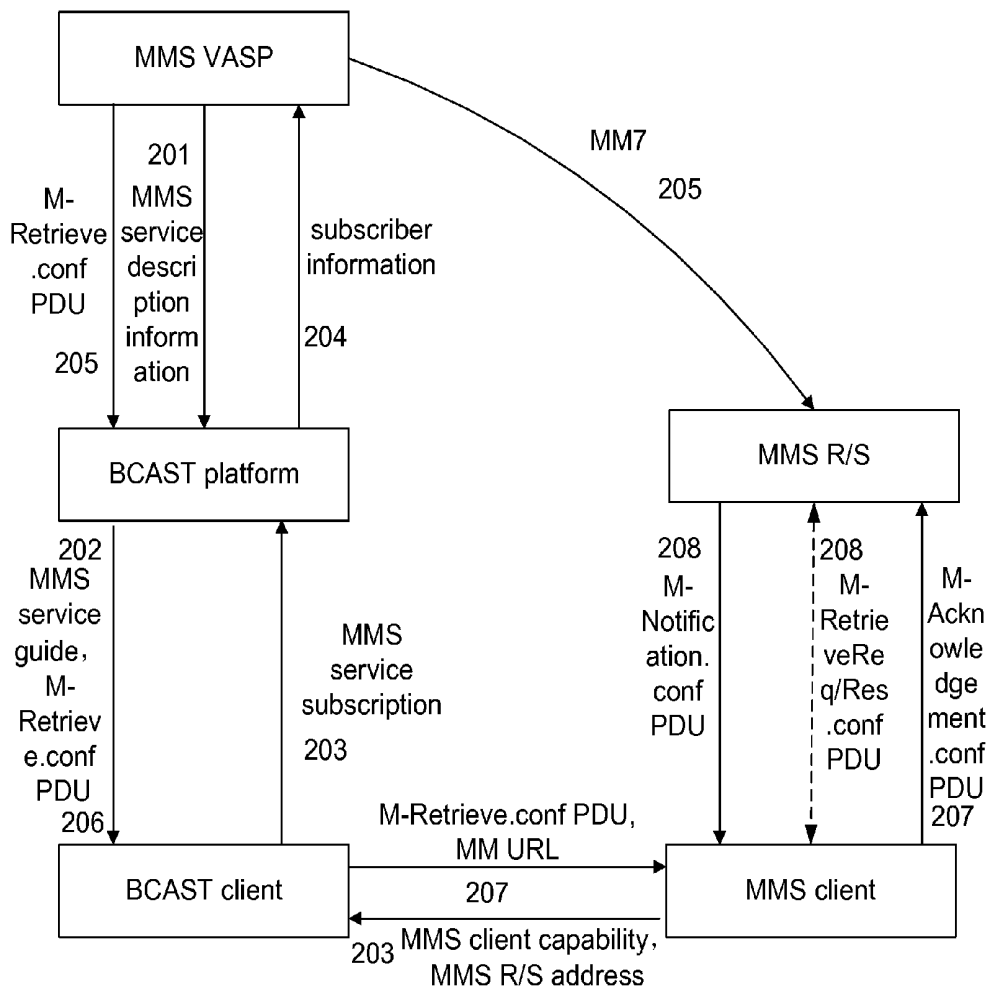 MMS VASP
201
MM7
205
M-
Retrieve
.conf
PDU
205
MMS
service
descri
ption
inform
ation
subscriber
information
204
BCAST platform
MMS R/S
202
MMS
service
guide,
M-
Retriev
e.conf
PDU
206
MMS
service
subscription
203
208
M-
Notific
ation.
conf
PDU
208
M-
Retrie
veRe
q/Res
.conf
PDU
M-
Ackn
owle
dge
ment
.conf
PDU
207
BCAST client
M-Retrieve.conf PDU,
MM URL
207
203
MMS client capability,
MMS R/S address
MMS client